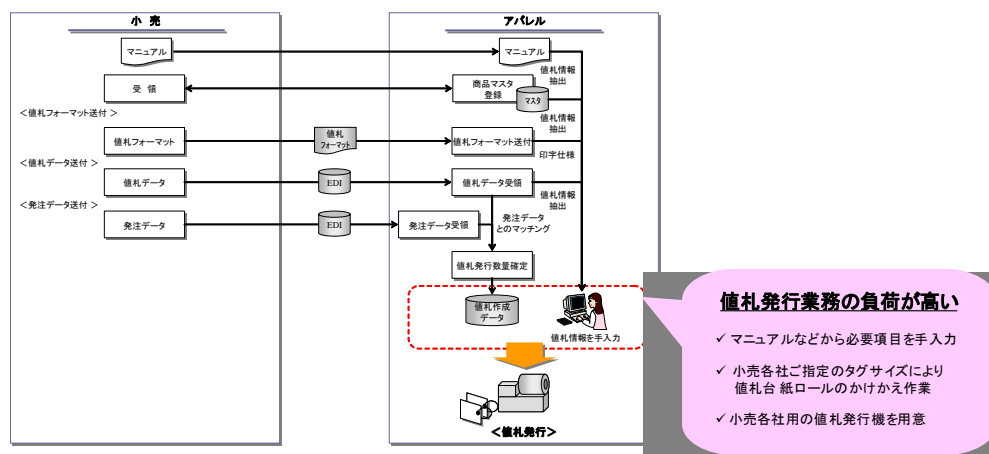 小 売
アパレル
マニュアル
マニュアル
値札情報
抽出
受 領
商品マスタ
登録
マスタ
＜値札フォーマット送付 ＞
値札情報
抽出
値札フォーマット
値札
フォーマット
値札フォーマット送付
印字仕様
＜値札データ送付 ＞
値札データ
EDI
値札データ受領
値札情報
抽出
＜発注データ送付 ＞
発注データ
EDI
発注データ受領
発注データ
とのマッチング
値札発行数量確定
値札作成
データ
値札情報を手入力
＜値札発行＞
値札発行業務の負荷が高い
✓ マニュアルなどから必要項目を手入力
✓ 小売各社ご指定のタグサイズにより
値札台 紙ロールのかけかえ作業
✓ 小売各社用の値札発行機を用意